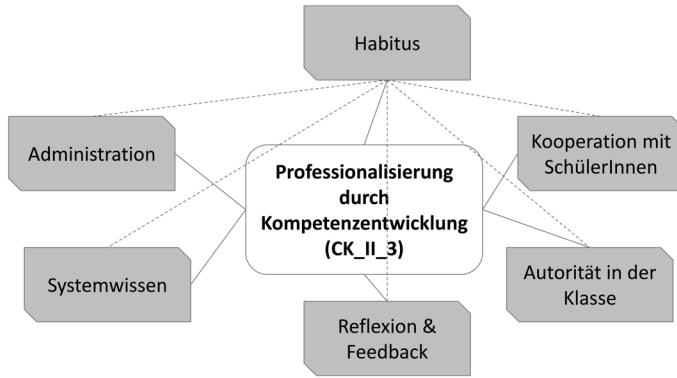 Habitus
Administration
Kooperation mit
SchülerInnen
Professionalisierung
durch
Kompetenzentwicklung
(CK_II_3)
Systemwissen
Autorität in der
Klasse
Reflexion &
Feedback